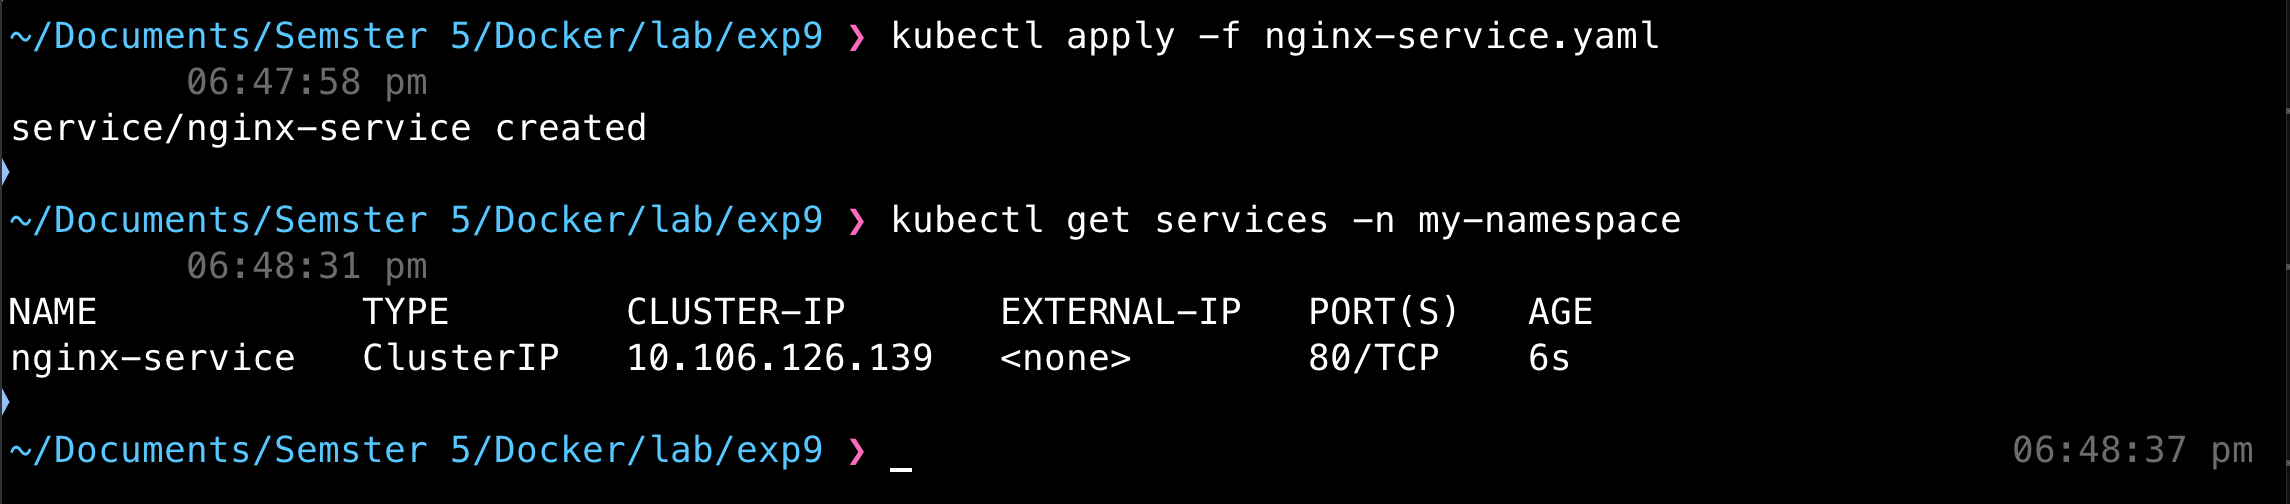 ~/Documents/Semster 5/Docker/lab/exp9 ❯ kubectl apply -f nginx-service.yaml
06:47:58 pm
service/nginx-service created
~/Documents/Semster 5/Docker/lab/exp9 ❯ kubectl get services -n my-namespace
06:48:31 pm
NAME            TYPE        CLUSTER-IP       EXTERNAL-IP   PORT(S)   AGE
nginx-service   ClusterIP   10.106.126.139   <none>        80/TCP    6s
~/Documents/Semster 5/Docker/lab/exp9 ❯ _ 06:48:37 pm